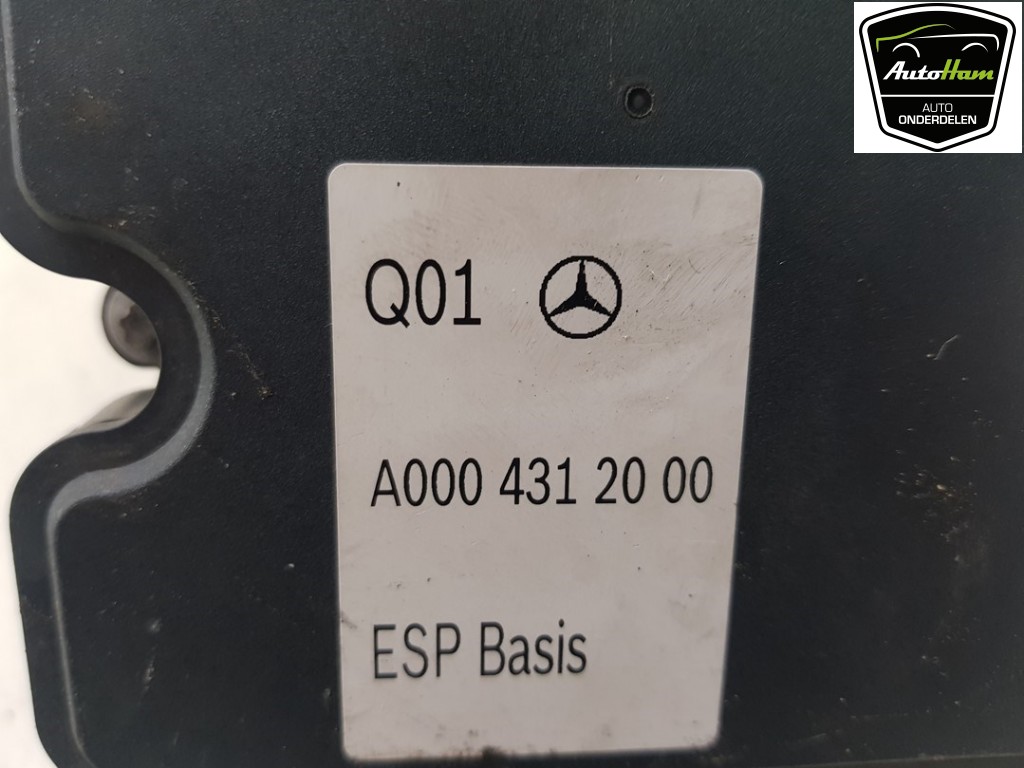 AutoHam
AUTO
ONDERDELEN
Q01
A000 431 20 00
ESP Basis